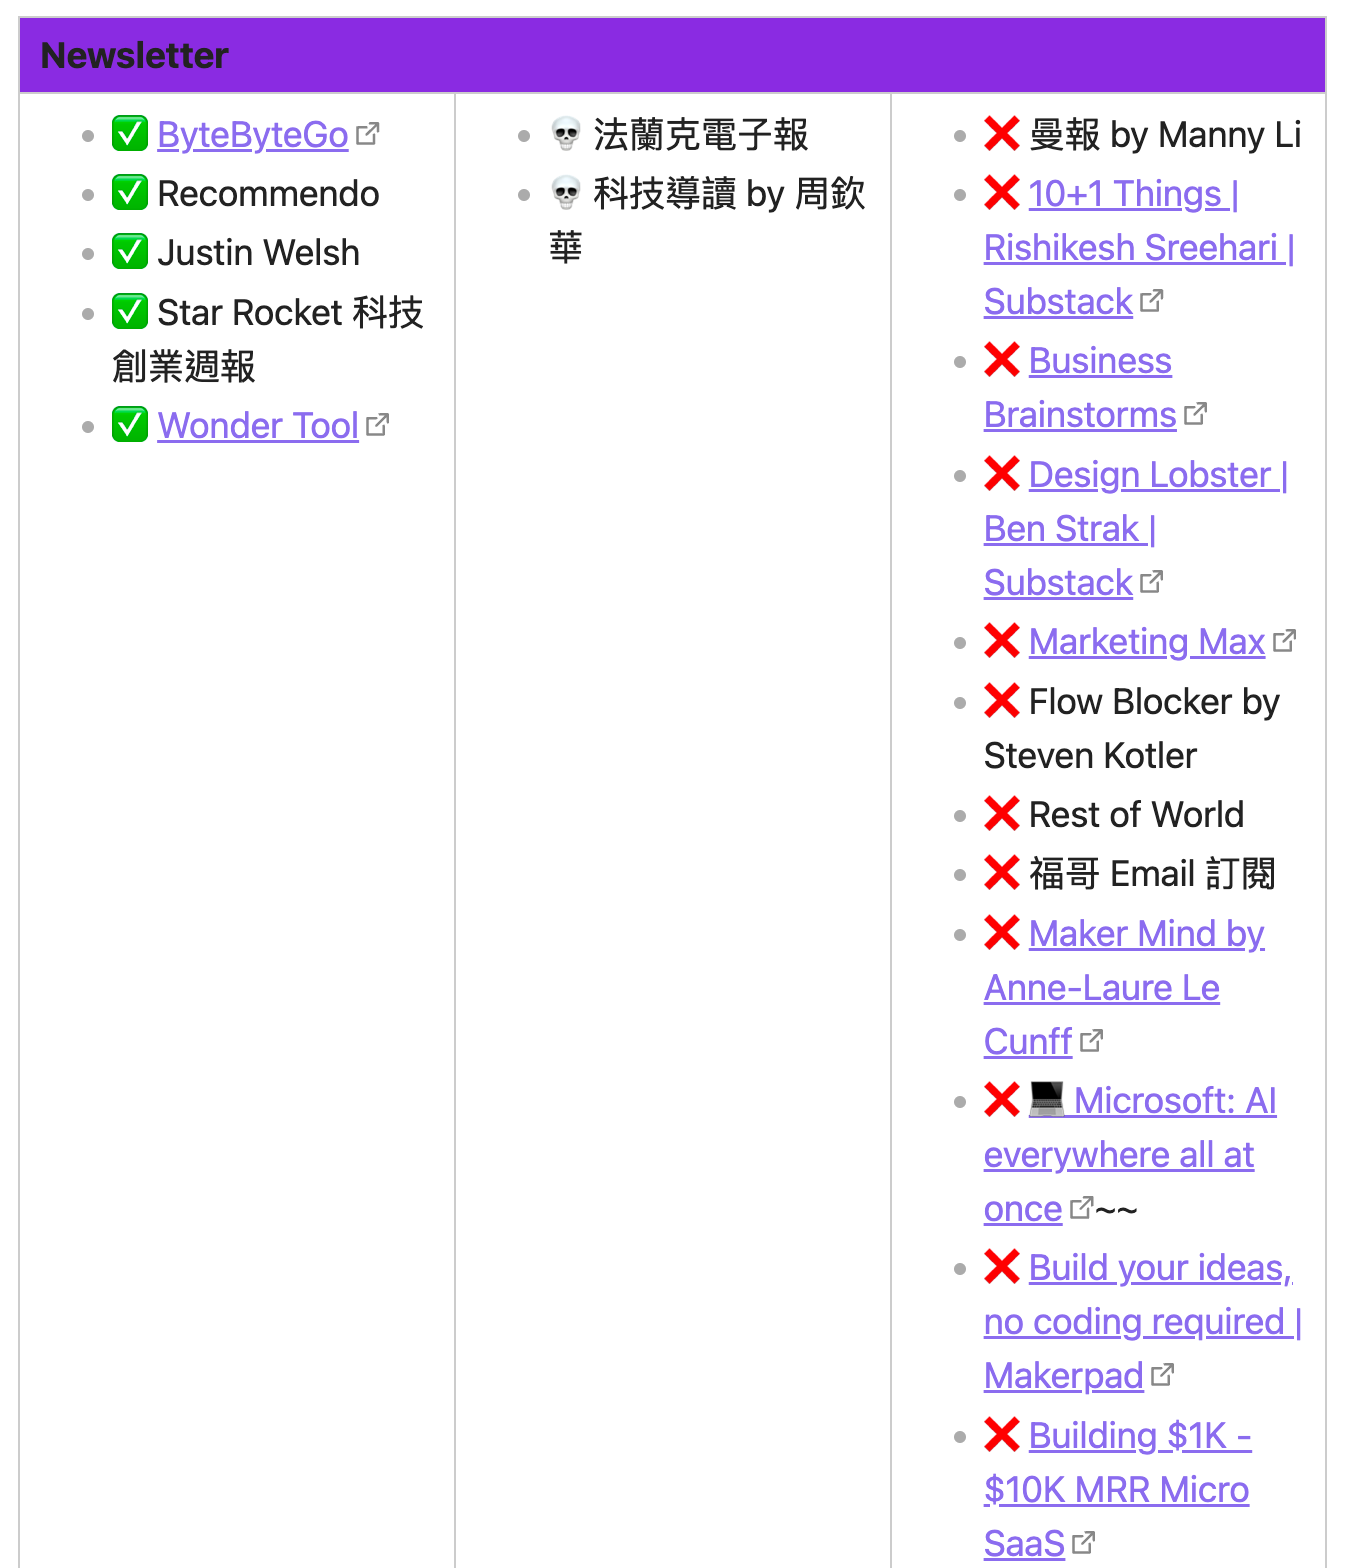 Newsletter
✅ ByteByteGo
✅ Recommendo
✅ Justin Welsh
✅ Star Rocket 科技
創業週報
✅ Wonder Tool
💀 法蘭克電子報
💀 科技導讀 by 周欽
華
❌ 曼報 by Manny Li
❌ 10+1 Things |
Rishikesh Sreehari |
Substack
❌ Business
Brainstorms
❌ Design Lobster |
Ben Strak |
Substack
❌ Marketing Max
❌ Flow Blocker by
Steven Kotler
❌ Rest of World
❌ 福哥 Email 訂閱
❌ Maker Mind by
Anne-Laure Le
Cunff
❌ 💻 Microsoft: AI
everywhere all at
once ~~
❌ Build your ideas,
no coding required |
Makerpad
❌ Building $1K -
$10K MRR Micro
SaaS